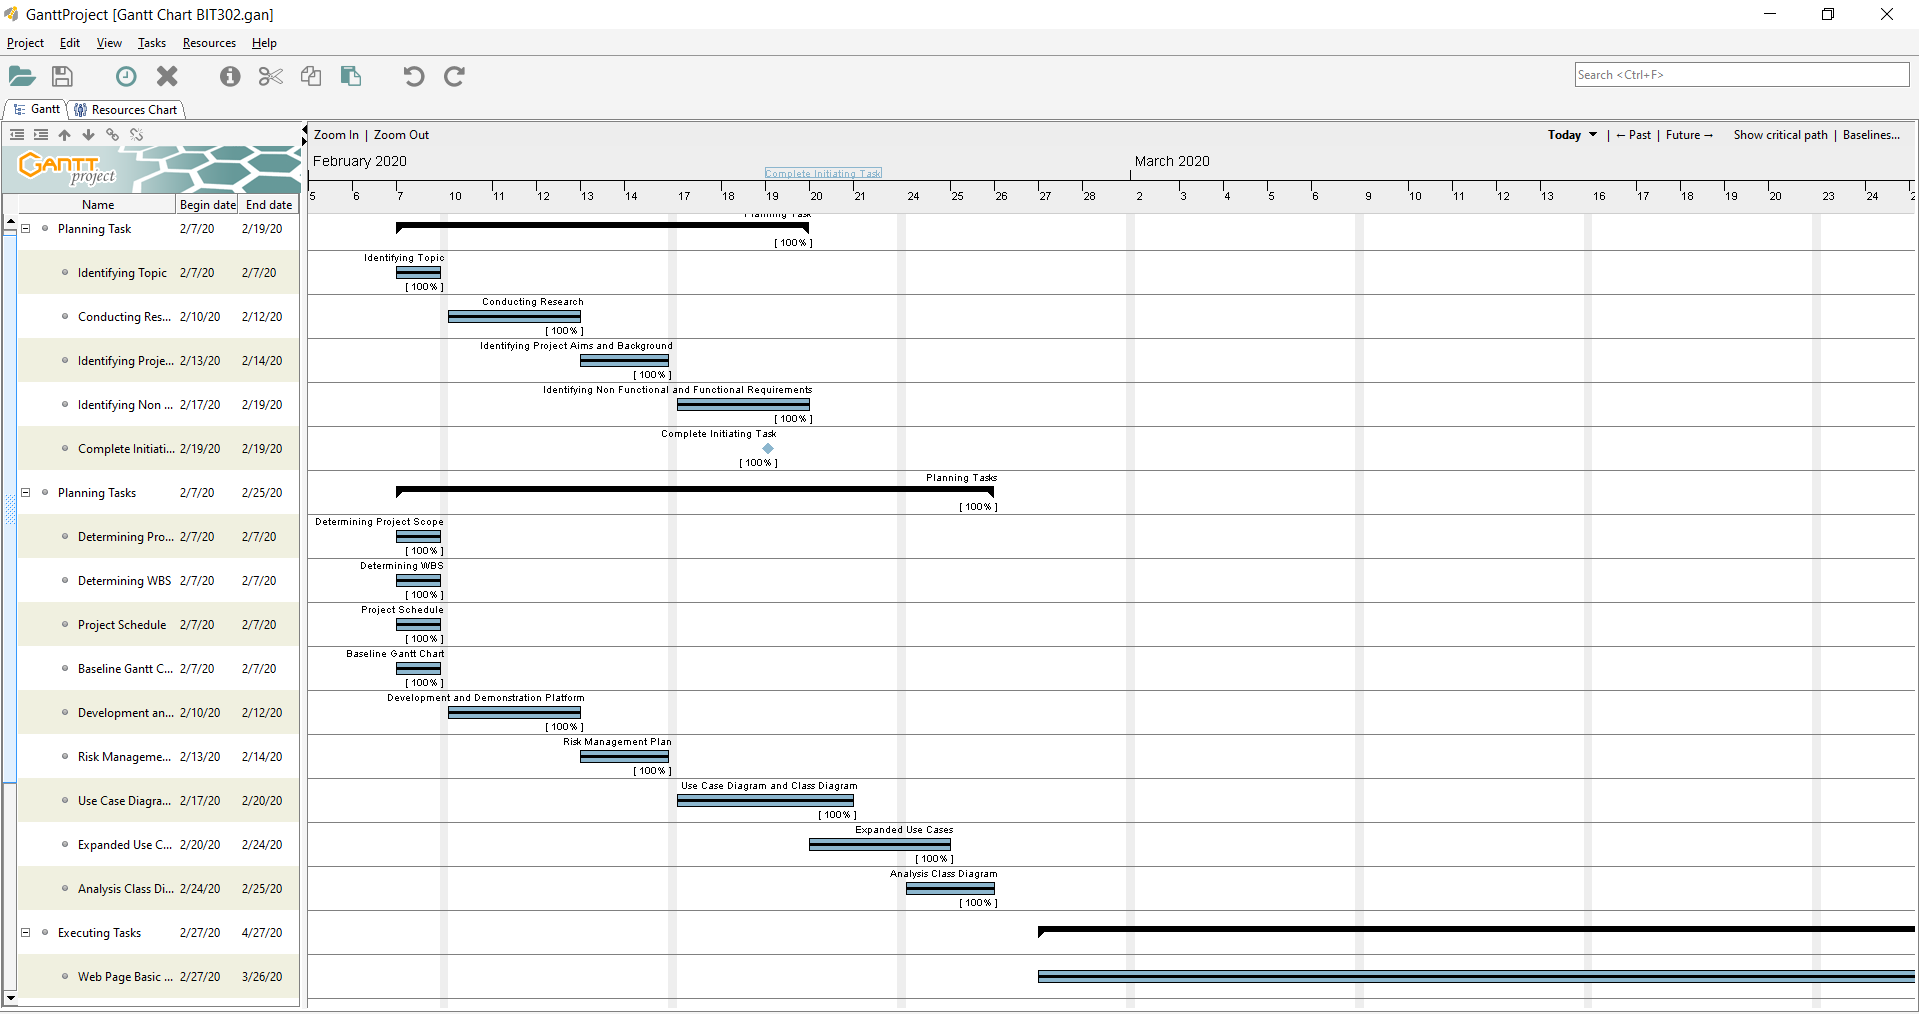 GanttProject [Gantt Chart BIT302.gan]
Project Edit View Tasks Resources Help
Search <Ctrl+F>
Gantt Resources Chart
Zoom In | Zoom Out Today | ←Past | Future→ Show critical path | Baselines...
GANTT project
February 2020 March 2020
Complete Initiating Task
5 6 7 10 11 12 13 14 17 18 19 20 21 24 25 26 27 28 2 3 4 5 6 9 10 11 12 13 16 17 18 19 20 23 24 25
Name Begin date End date
Planning Task 2/7/20 2/19/20 Planning Task
[ 100% ]
Identifying Topic
Identifying Topic 2/7/20 2/7/20
[ 100% ]
Conducting Research
Conducting Res... 2/10/20 2/12/20
[ 100% ]
Identifying Project Aims and Background
Identifying Proje... 2/13/20 2/14/20
[ 100% ]
Identifying Non Functional and Functional Requirements
Identifying Non ... 2/17/20 2/19/20
[ 100% ]
Complete Initiating Task
Complete Initiati... 2/19/20 2/19/20
[ 100% ]
Planning Tasks
Planning Tasks 2/7/20 2/25/20
[ 100% ]
Determining Project Scope
Determining Pro... 2/7/20 2/7/20
[ 100% ]
Determining WBS
Determining WBS 2/7/20 2/7/20
[ 100% ]
Project Schedule
Project Schedule 2/7/20 2/7/20
[ 100% ]
Baseline Gantt Chart
Baseline Gantt C... 2/7/20 2/7/20
[ 100% ]
Development and Demonstration Platform
Development an... 2/10/20 2/12/20
[ 100% ]
Risk Management Plan
Risk Manageme... 2/13/20 2/14/20
[ 100% ]
Use Case Diagram and Class Diagram
Use Case Diagra... 2/17/20 2/20/20
[ 100% ]
Expanded Use Cases
Expanded Use C... 2/20/20 2/24/20
[ 100% ]
Analysis Class Diagram
Analysis Class Di... 2/24/20 2/25/20
[ 100% ]
Executing Tasks 2/27/20 4/27/20
Web Page Basic ... 2/27/20 3/26/20